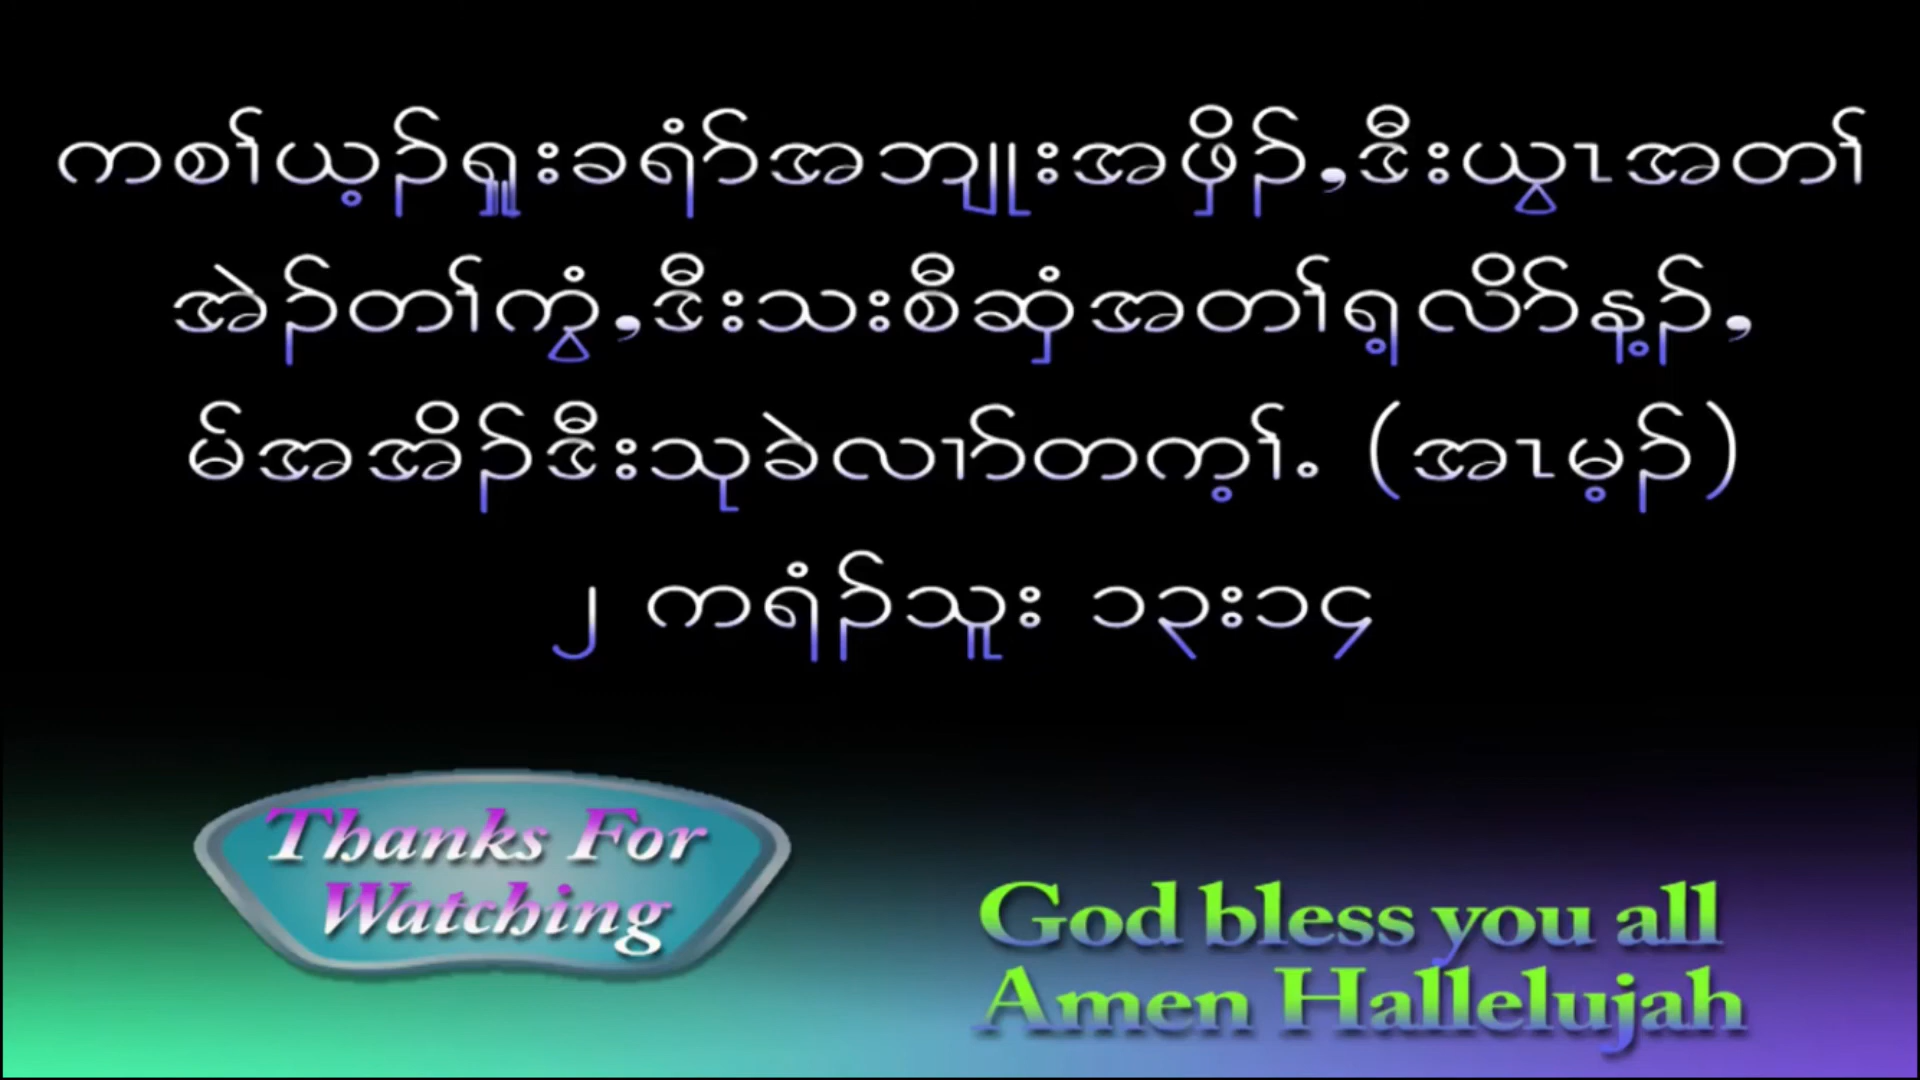 ကစၢ်ယ့ၣ်ရှူးခရံာ်အဘျုးအဖှိၣ်,ဒီးယွၤအတၢ်
အဲၣ်တၢ်ကွံ,ဒီးသးစီဆှံအတၢ်ရ့လိာ်န့ၣ်,
မ်အအိၣ်ဒီးသုခဲလၢာ်တက့ၢ်. (အၤမ့ၣ်)
၂ ကရံၣ်သူး ၁၃း၁၄
Thanks For
Watching
God bless you all
Amen Hallelujah